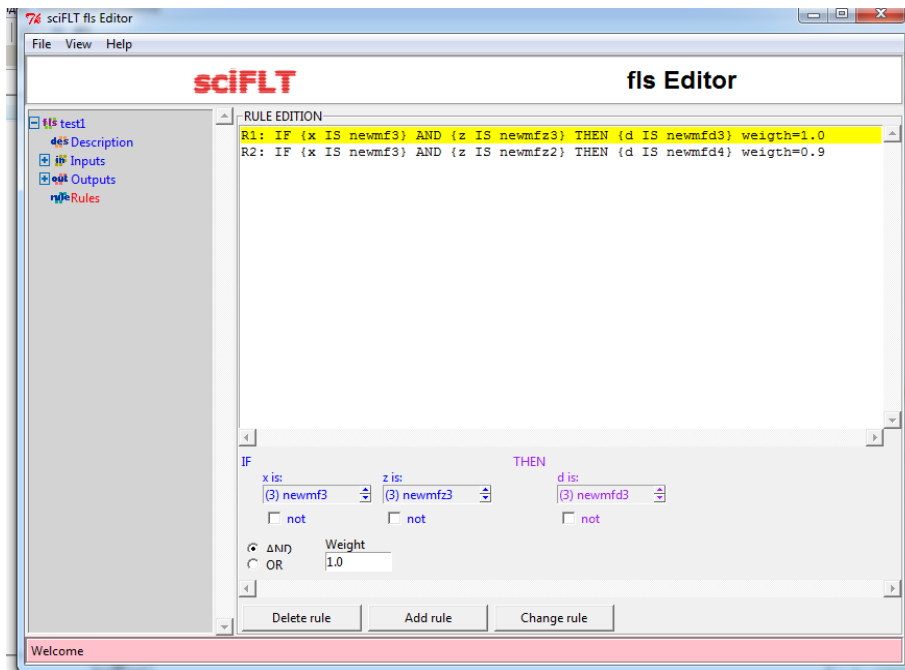 sciFLT fls Editor
File View Help
sciFLT fls Editor
fls test1
des Description
Inputs
out Outputs
rule Rules
RULE EDITION
R1: IF {x IS newmf3} AND {z IS newmfz3} THEN {d IS newmfd3} weigth=1.0
R2: IF {x IS newmf3} AND {z IS newmfz2} THEN {d IS newmfd4} weigth=0.9
IF THEN
x is: z is: d is:
(3) newmf3 (3) newmfz3 (3) newmfd3
not not not
AND Weight
OR 1.0
Delete rule Add rule Change rule
Welcome